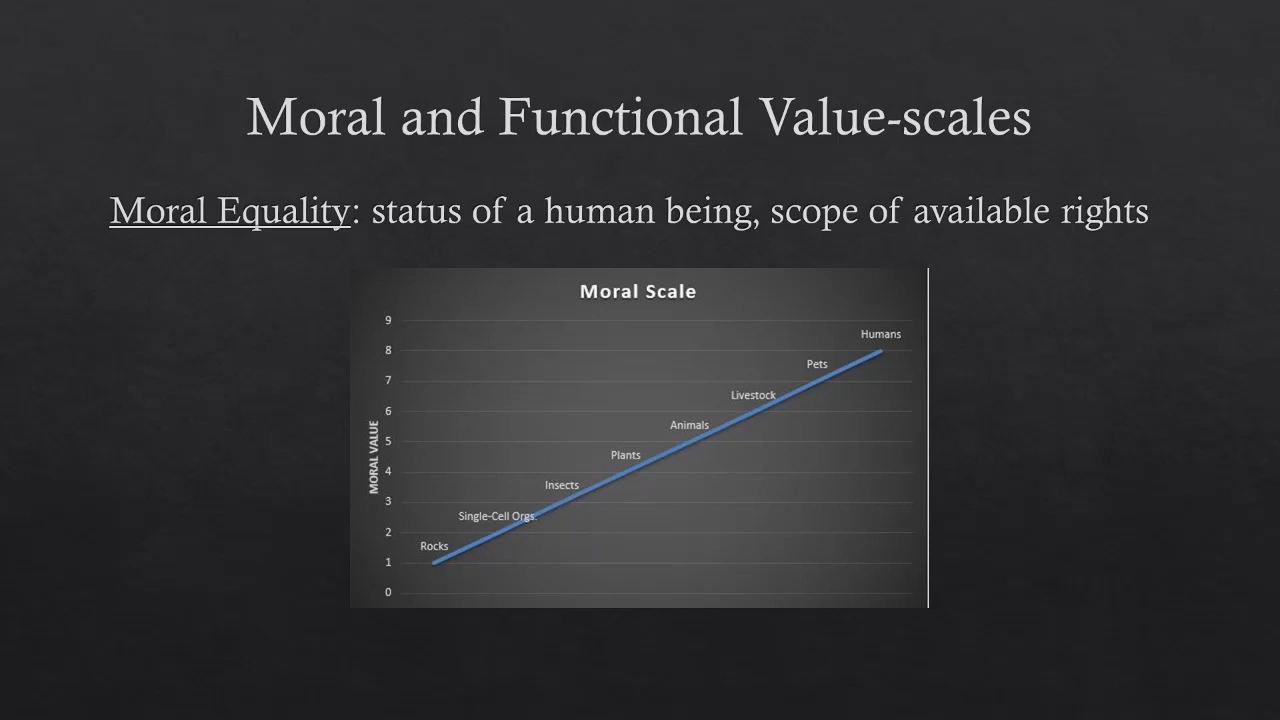 Moral and Functional Value-scales
Moral Equality: status of a human being, scope of available rights
Moral Scale
9
Humans
8
Pets
7
Livestock
6
Animals
5
Plants
4
Insects
3
Single-Cell Orgs.
2
Rocks
1
0
MORAL VALUE